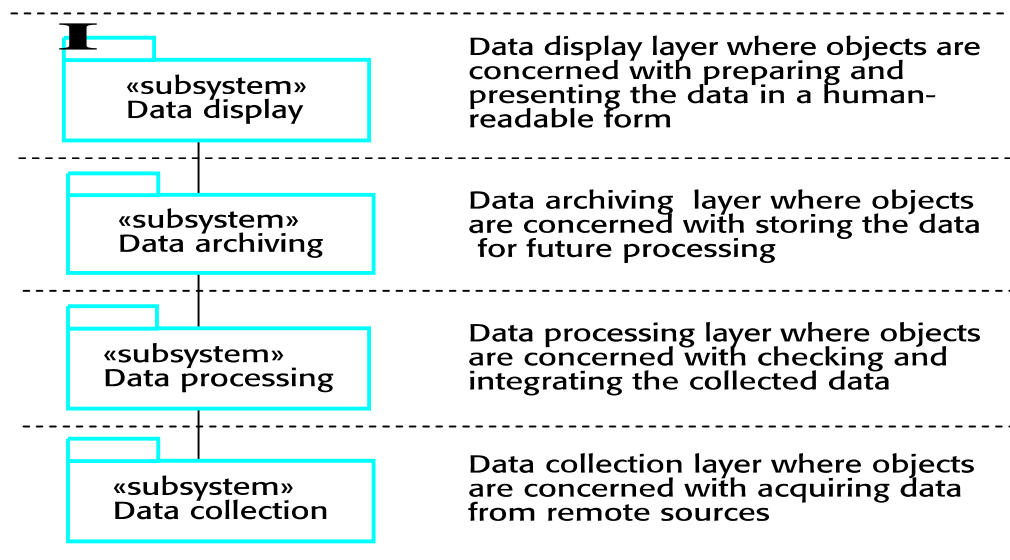 I
«subsystem»
Data display
Data display layer where objects are
concerned with preparing and
presenting the data in a human-
readable form
«subsystem»
Data archiving
Data archiving layer where objects
are concerned with storing the data
for future processing
«subsystem»
Data processing
Data processing layer where objects
are concerned with checking and
integrating the collected data
«subsystem»
Data collection
Data collection layer where objects
are concerned with acquiring data
from remote sources